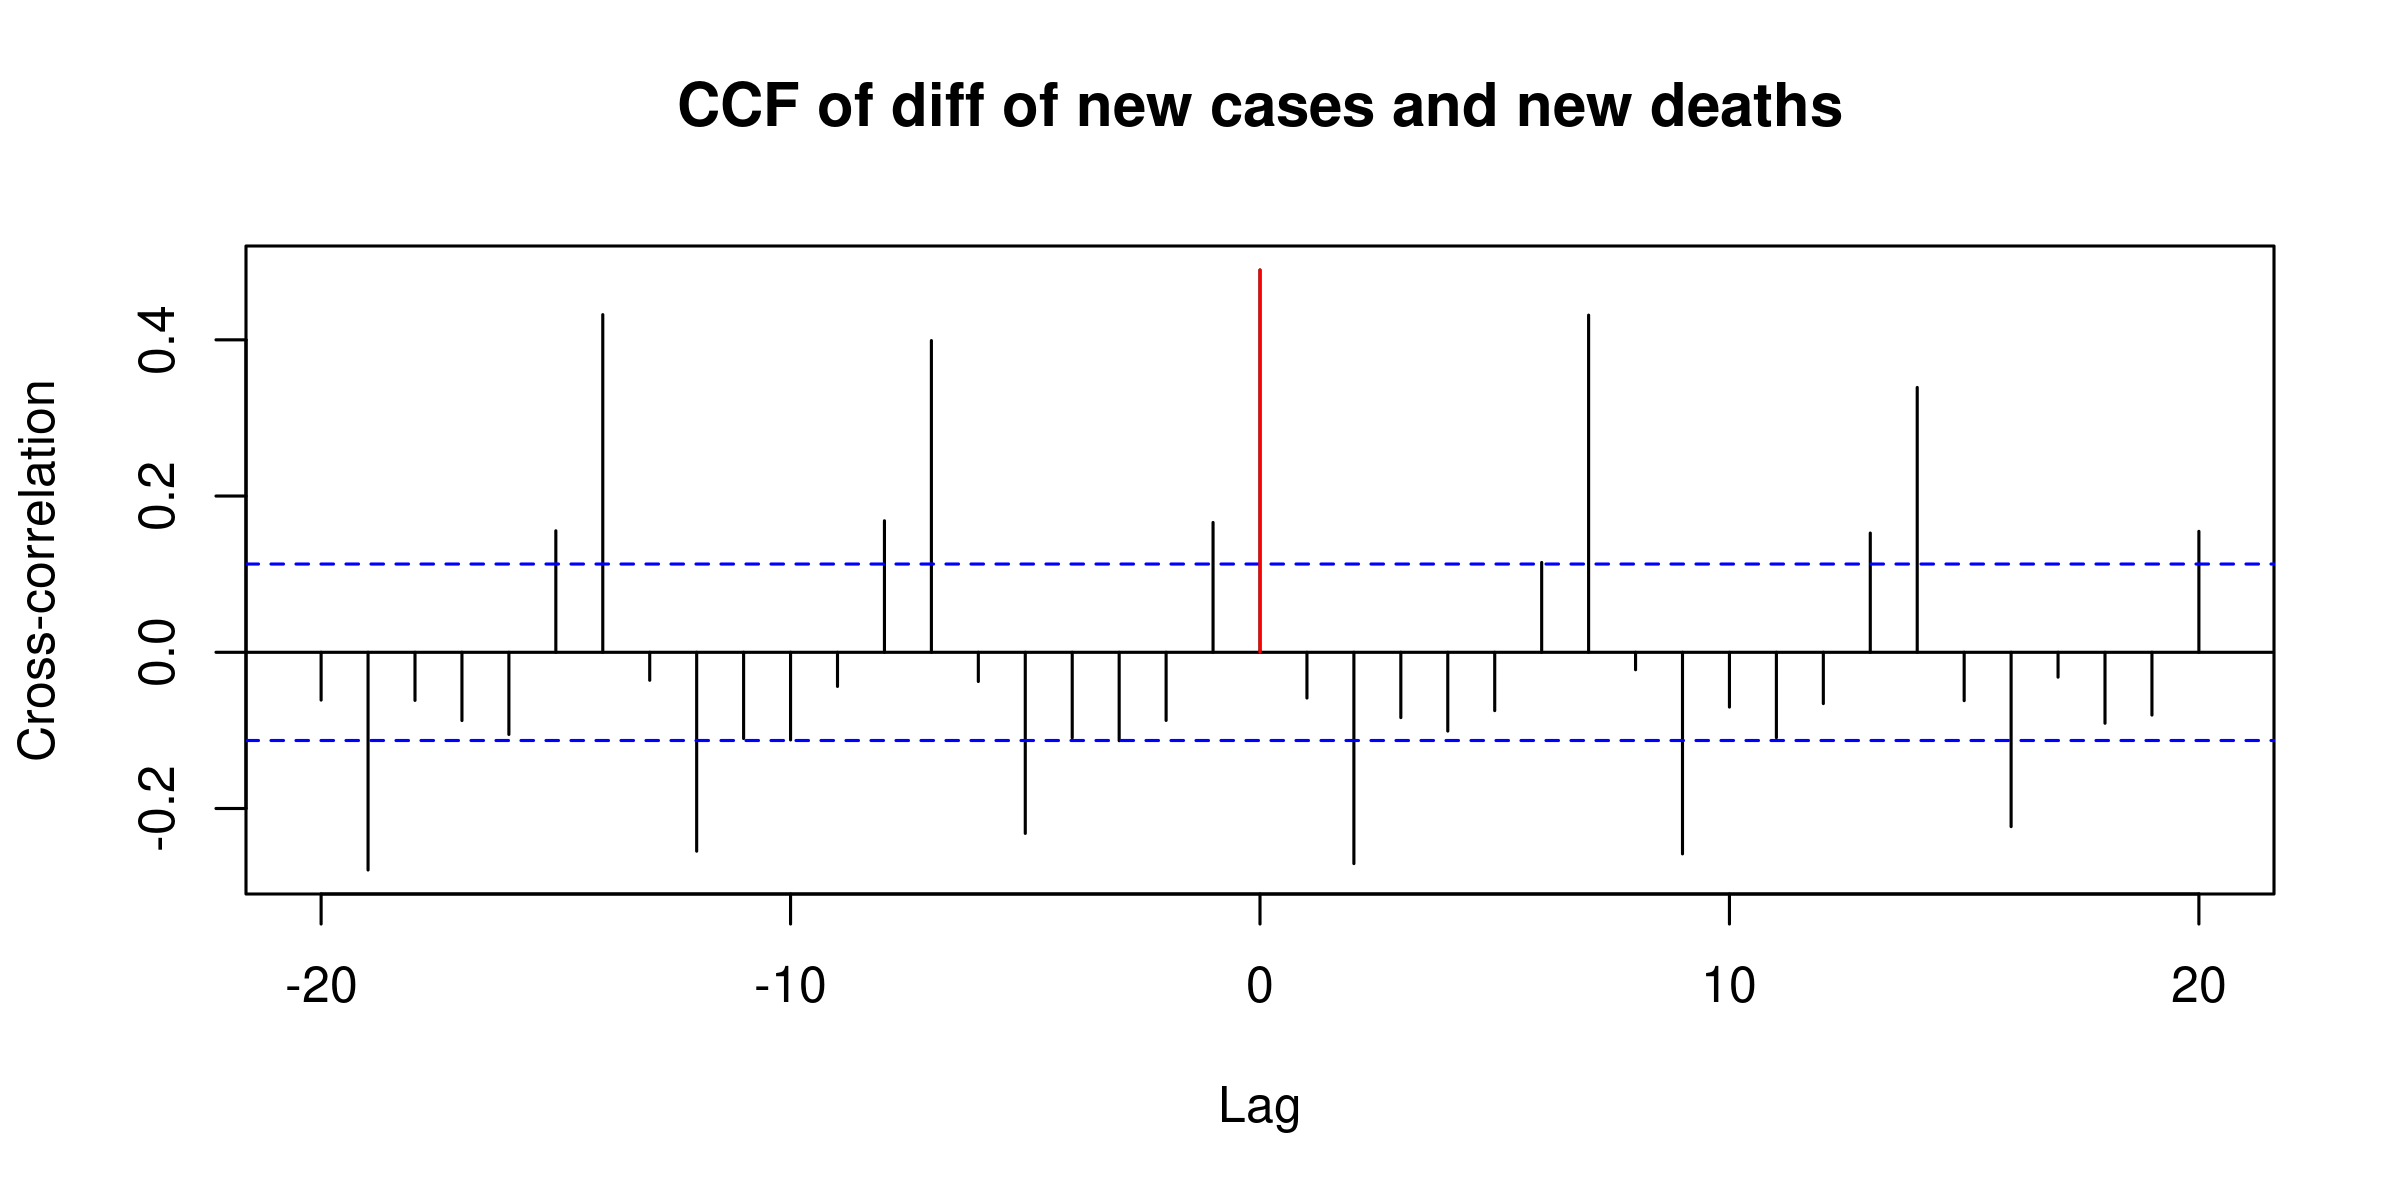 CCF of diff of new cases and new deaths
Cross-correlation
0.4
0.2
0.0
-0.2
-20 -10 0 10 20
Lag